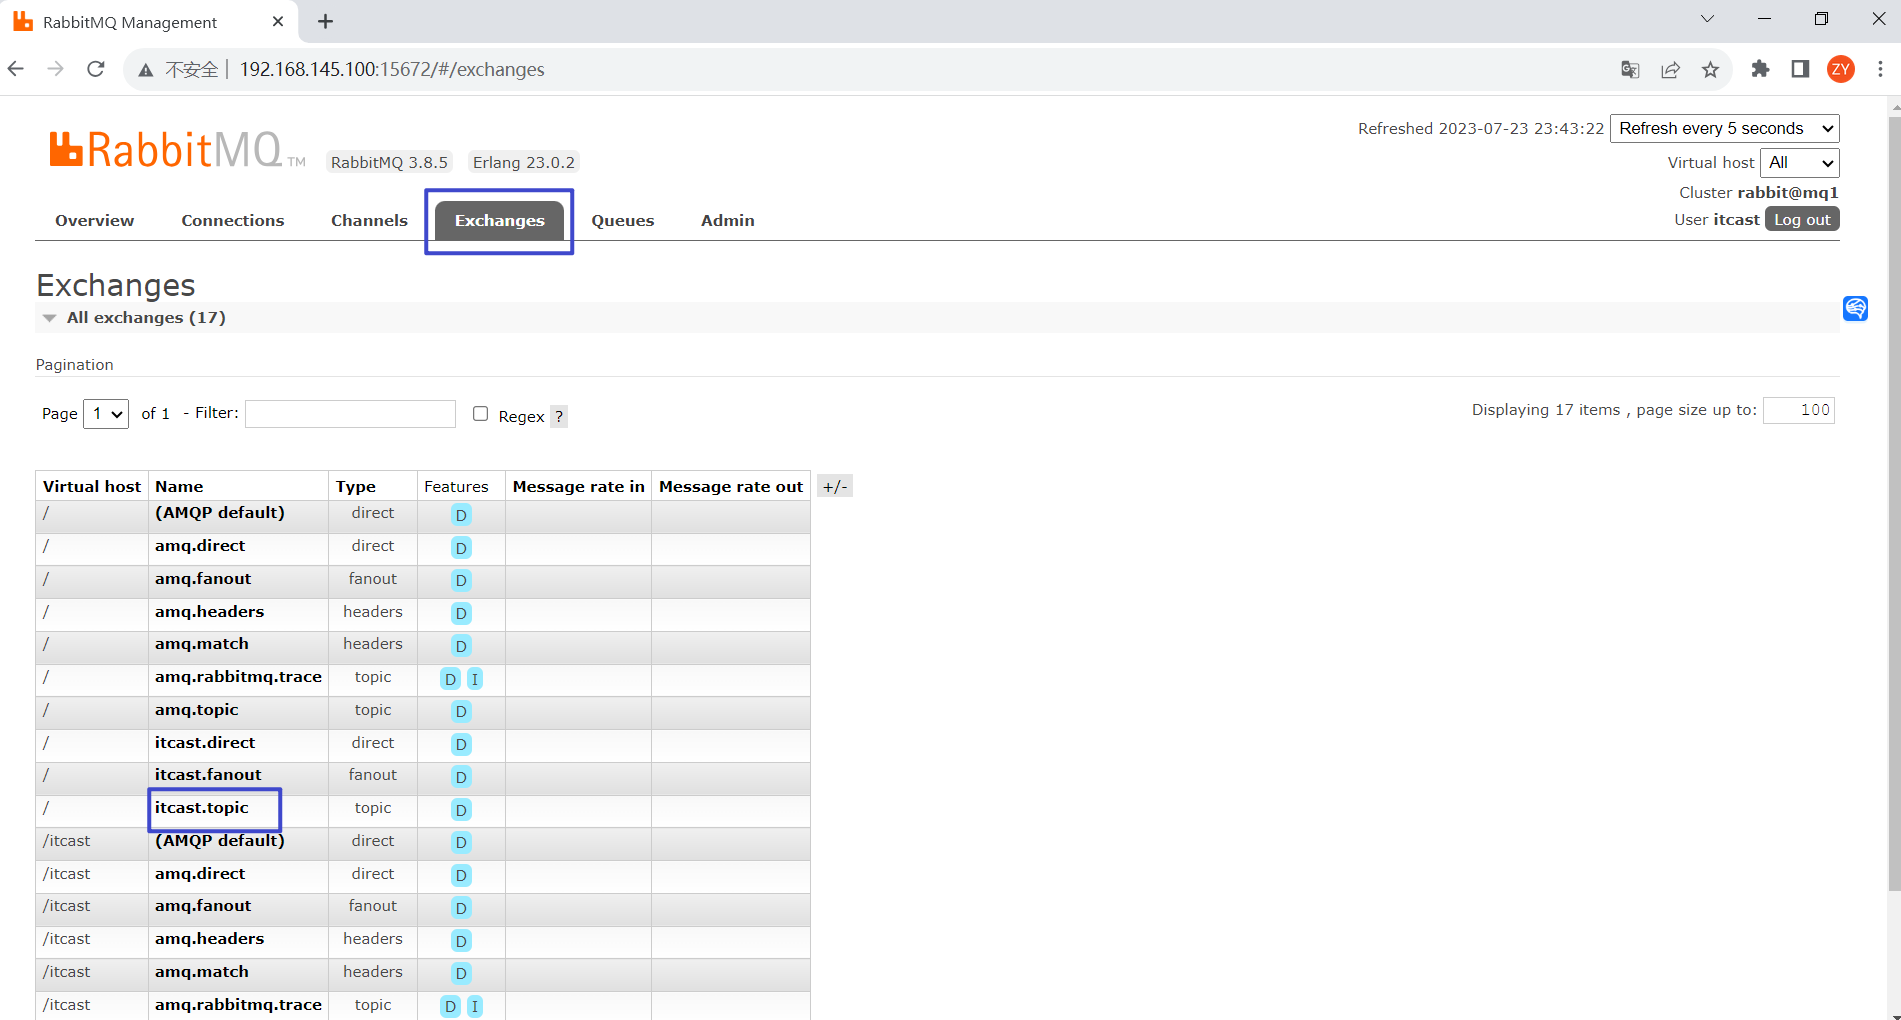 RabbitMQ Management
不安全 192.168.145.100:15672/#/exchanges
ZY
Refreshed 2023-07-23 23:43:22 Refresh every 5 seconds
RabbitMQ TM RabbitMQ 3.8.5 Erlang 23.0.2
Virtual host All
Cluster rabbit@mq1
User itcast Log out
Overview Connections Channels Exchanges Queues Admin
Exchanges
All exchanges (17)
Pagination
Page 1 of 1 - Filter: Regex ?
Displaying 17 items , page size up to: 100
Virtual host Name Type Features Message rate in Message rate out +/-
/ (AMQP default) direct D
/ amq.direct direct D
/ amq.fanout fanout D
/ amq.headers headers D
/ amq.match headers D
/ amq.rabbitmq.trace topic D I
/ amq.topic topic D
/ itcast.direct direct D
/ itcast.fanout fanout D
/ itcast.topic topic D
/itcast (AMQP default) direct D
/itcast amq.direct direct D
/itcast amq.fanout fanout D
/itcast amq.headers headers D
/itcast amq.match headers D
/itcast amq.rabbitmq.trace topic D I